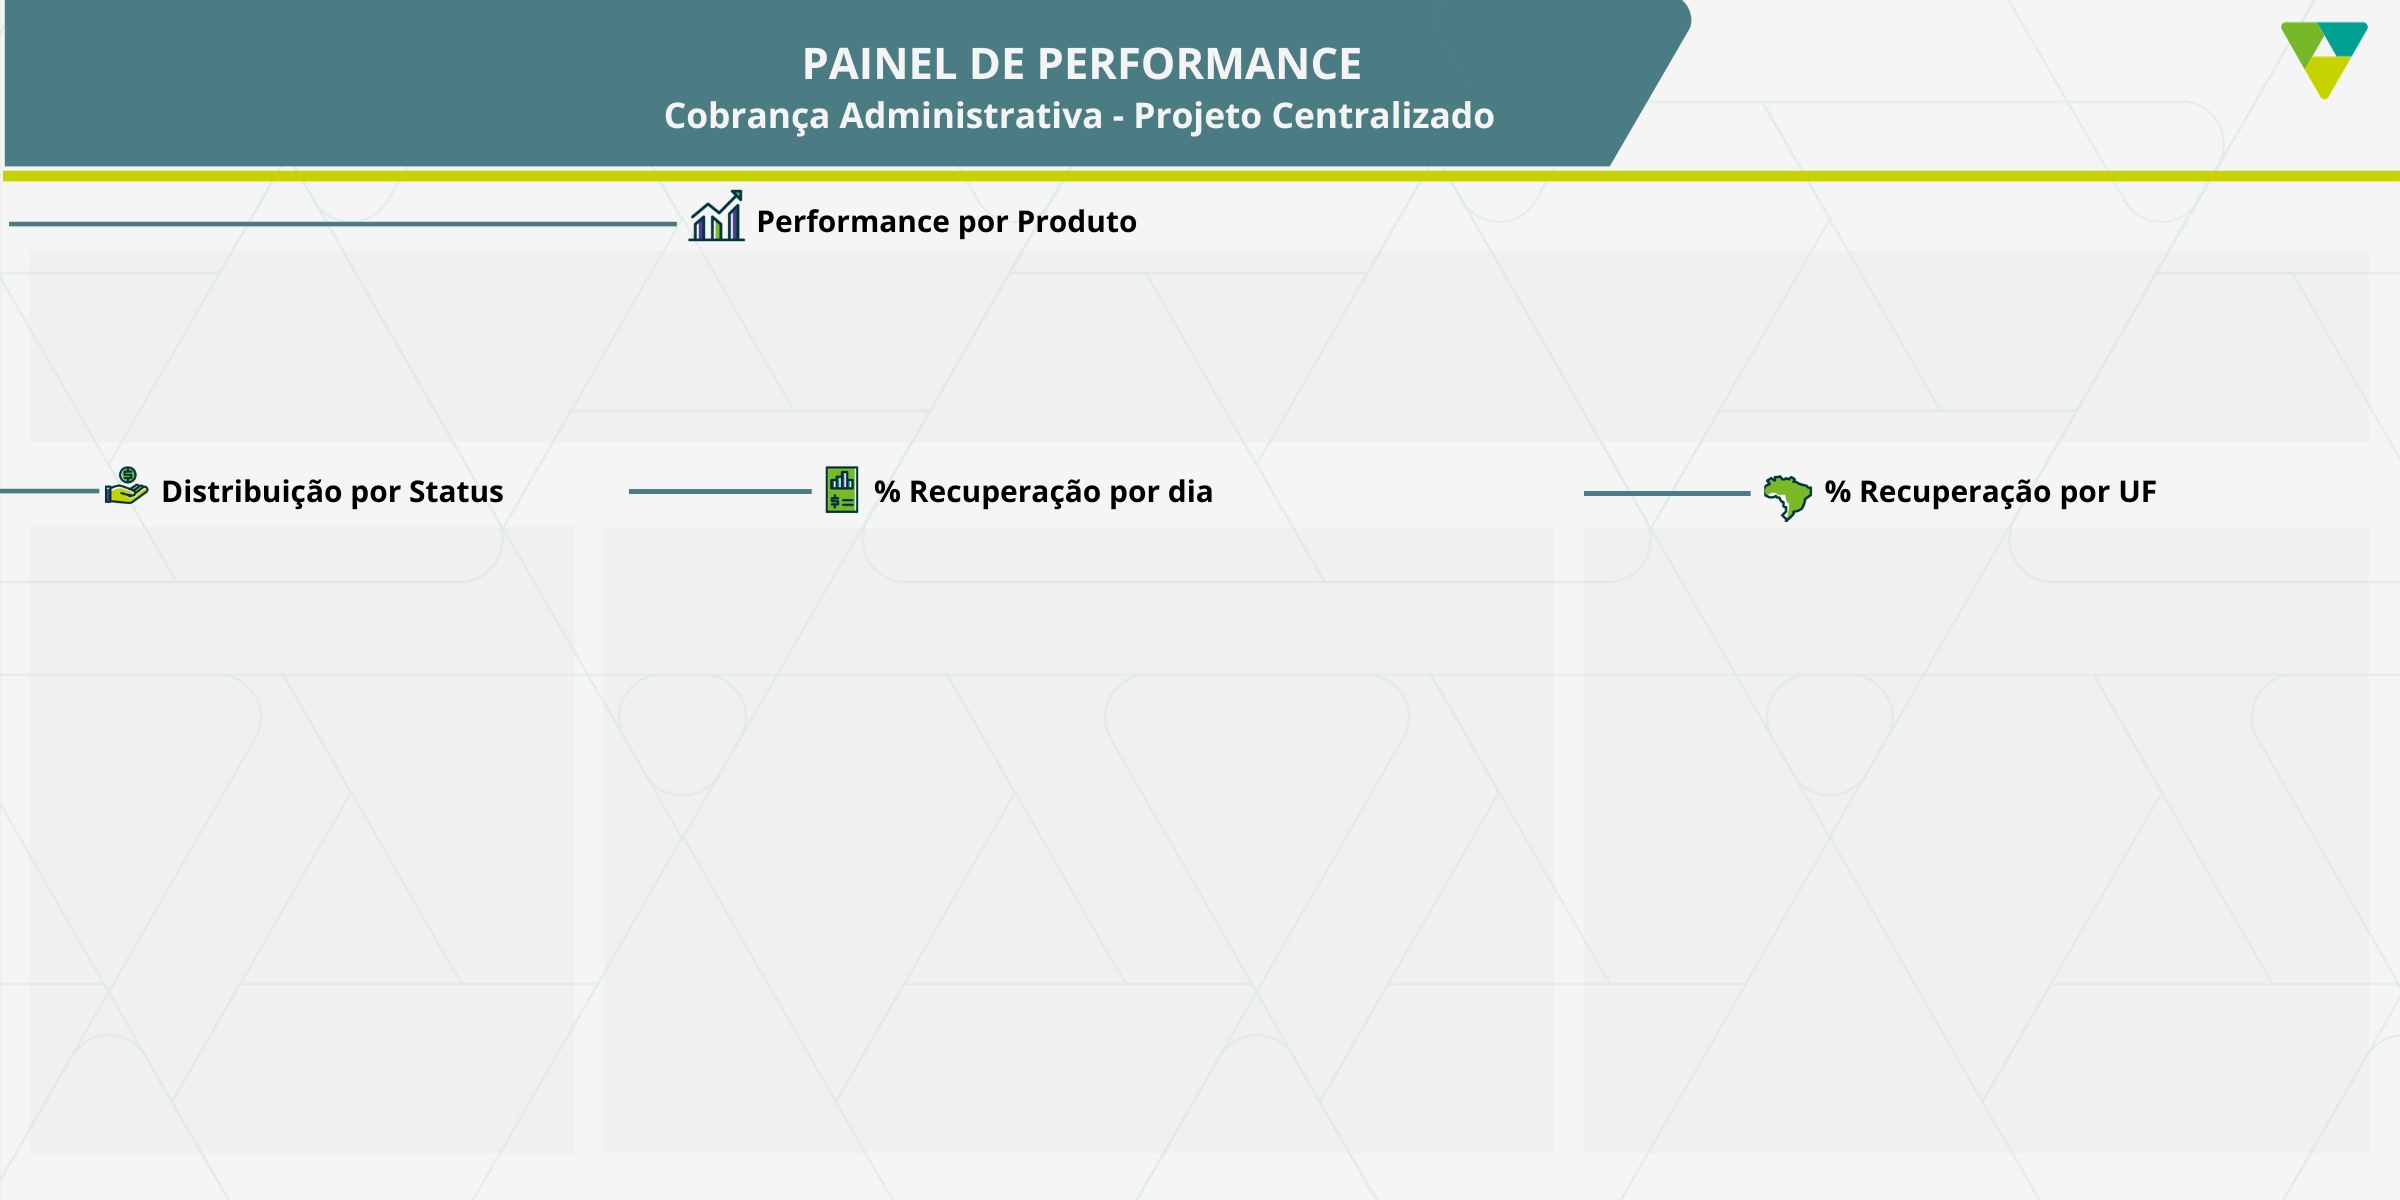 PAINEL DE PERFORMANCE
Cobrança Administrativa - Projeto Centralizado
Performance por Produto
Distribuição por Status
% Recuperação por dia
% Recuperação por UF